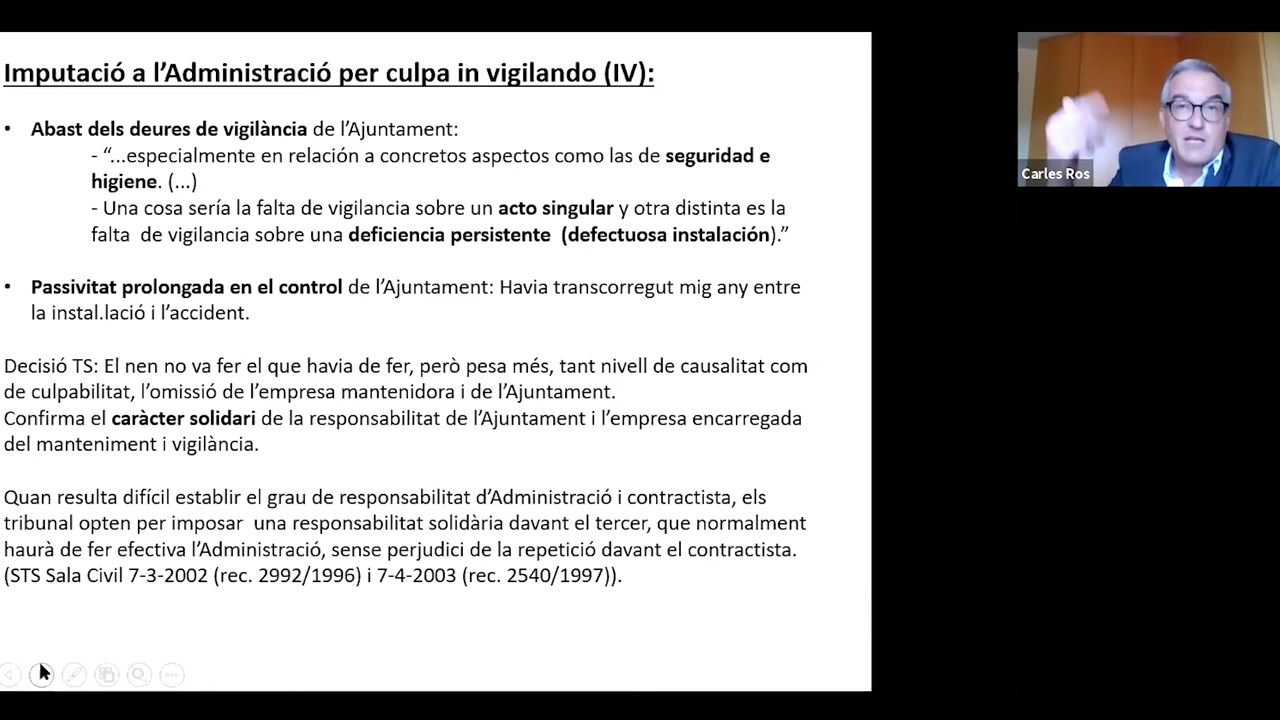 Imputació a l’Administració per culpa in vigilando (IV):
• Abast dels deures de vigilància de l’Ajuntament:
- “...especialmente en relación a concretos aspectos como las de seguridad e
higiene. (...)
- Una cosa sería la falta de vigilancia sobre un acto singular y otra distinta es la
falta de vigilancia sobre una deficiencia persistente (defectuosa instalación).”
• Passivitat prolongada en el control de l’Ajuntament: Havia transcorregut mig any entre
la instal.lació i l’accident.
Decisió TS: El nen no va fer el que havia de fer, però pesa més, tant nivell de causalitat com
de culpabilitat, l’omissió de l’empresa mantenidora i de l’Ajuntament.
Confirma el caràcter solidari de la responsabilitat de l’Ajuntament i l’empresa encarregada
del manteniment i vigilància.
Quan resulta difícil establir el grau de responsabilitat d’Administració i contractista, els
tribunal opten per imposar una responsabilitat solidària davant el tercer, que normalment
haurà de fer efectiva l’Administració, sense perjudici de la repetició davant el contractista.
(STS Sala Civil 7-3-2002 (rec. 2992/1996) i 7-4-2003 (rec. 2540/1997)).
Carles Ros